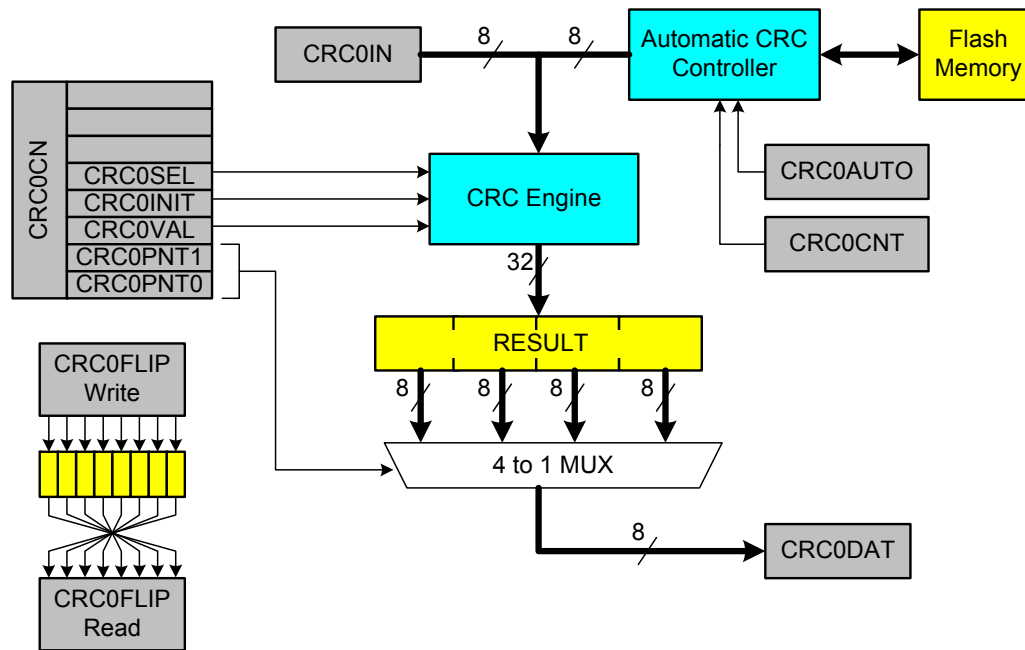 CRC0IN
8
8
Automatic CRC
Controller
Flash
Memory
CRC0CN
CRC0SEL
CRC0INIT
CRC0VAL
CRC0PNT1
CRC0PNT0
CRC Engine
CRC0AUTO
CRC0CNT
32
RESULT
8
8
8
8
4 to 1 MUX
8
CRC0DAT
CRC0FLIP
Write
CRC0FLIP
Read